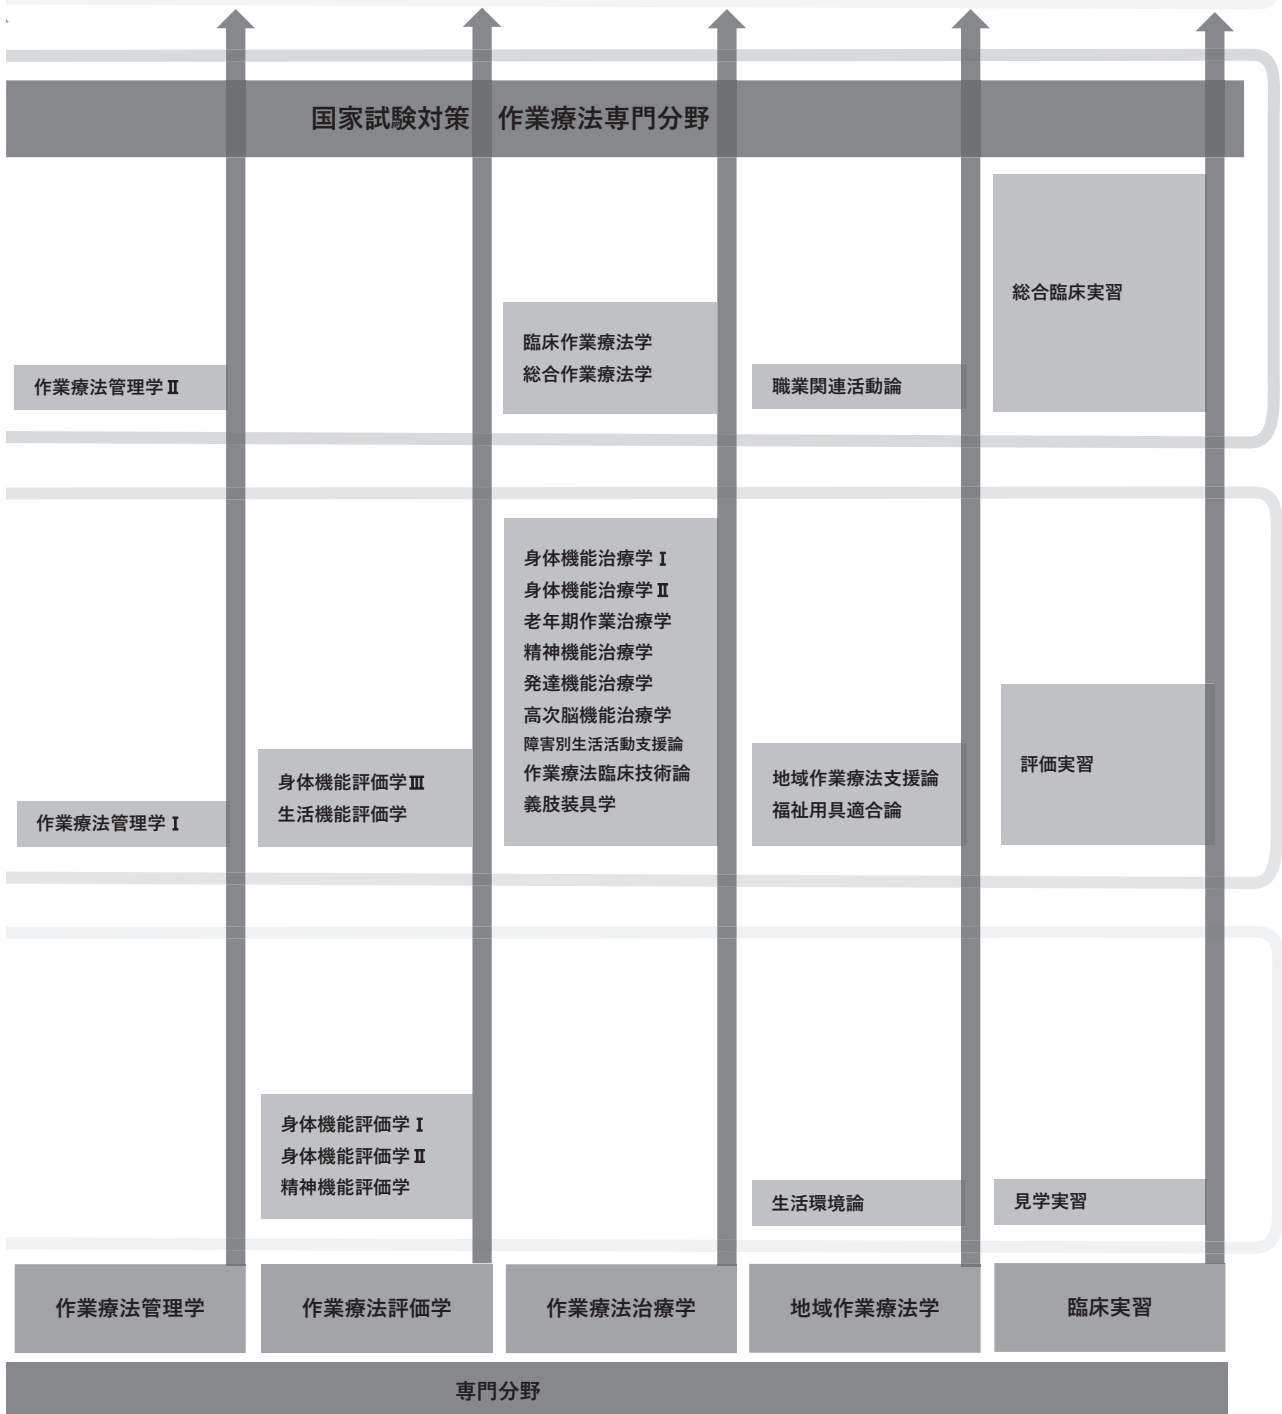 国家試験対策　作業療法専門分野
総合臨床実習
臨床作業療法学
総合作業療法学
作業療法管理学Ⅱ
職業関連活動論
身体機能治療学Ⅰ
身体機能治療学Ⅱ
老年期作業治療学
精神機能治療学
発達機能治療学
高次脳機能治療学
障害別生活活動支援論
作業療法臨床技術論
義肢装具学
身体機能評価学Ⅲ
生活機能評価学
地域作業療法支援論
福祉用具適合論
評価実習
作業療法管理学Ⅰ
身体機能評価学Ⅰ
身体機能評価学Ⅱ
精神機能評価学
生活環境論
見学実習
作業療法管理学
作業療法評価学
作業療法治療学
地域作業療法学
臨床実習
専門分野